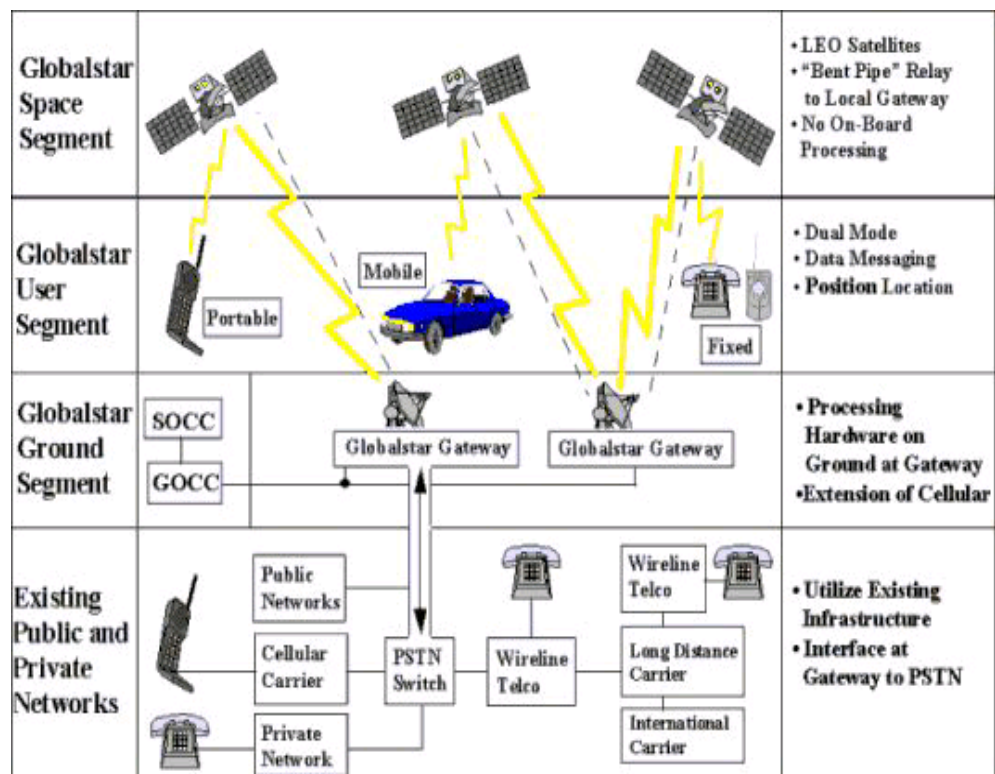 Globalstar
Space
Segment
• LEO Satellites
• “Bent Pipe” Relay
to Local Gateway
• No On-Board
Processing
Globalstar
User
Segment
Portable
Mobile
Fixed
• Dual Mode
• Data Messaging
• Position Location
Globalstar
Ground
Segment
SOCC
GOCC
Globalstar Gateway
Globalstar Gateway
• Processing
Hardware on
Ground at Gateway
• Extension of Cellular
Existing
Public and
Private
Networks
Public
Networks
Cellular
Carrier
Private
Network
PSTN
Switch
Wireline
Telco
Wireline
Telco
Long Distance
Carrier
International
Carrier
• Utilize Existing
Infrastructure
• Interface at
Gateway to PSTN